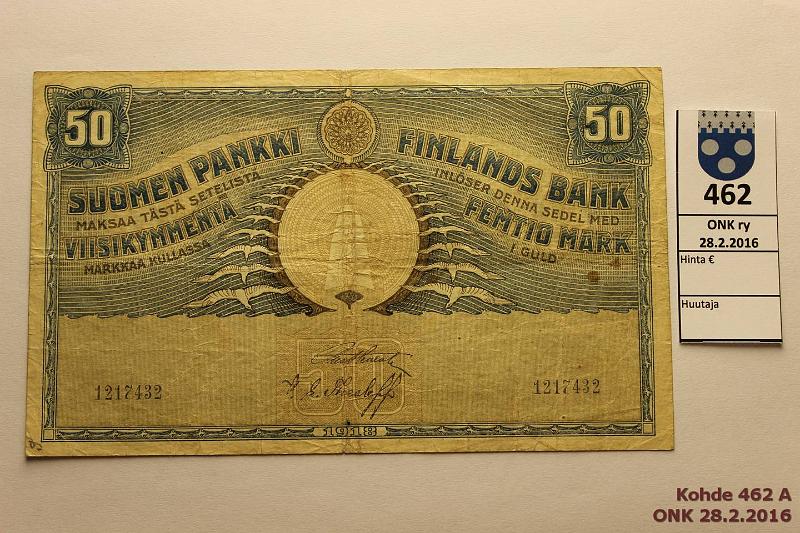 50
50
SUOMEN PANKKI
MAKSAA TÄSTÄ SETELISTÄ
VIISIKYMMENTÄ
MARKKAA KULLASSA
FINLANDS BANK
INLÖSER DENNA SEDEL MED
FEMTIO MARK
I GULD
50
1217432
1217432
462
ONK ry
28.2.2016
Hinta €
Huutaja
Kohde 462 A
ONK 28.2.2016